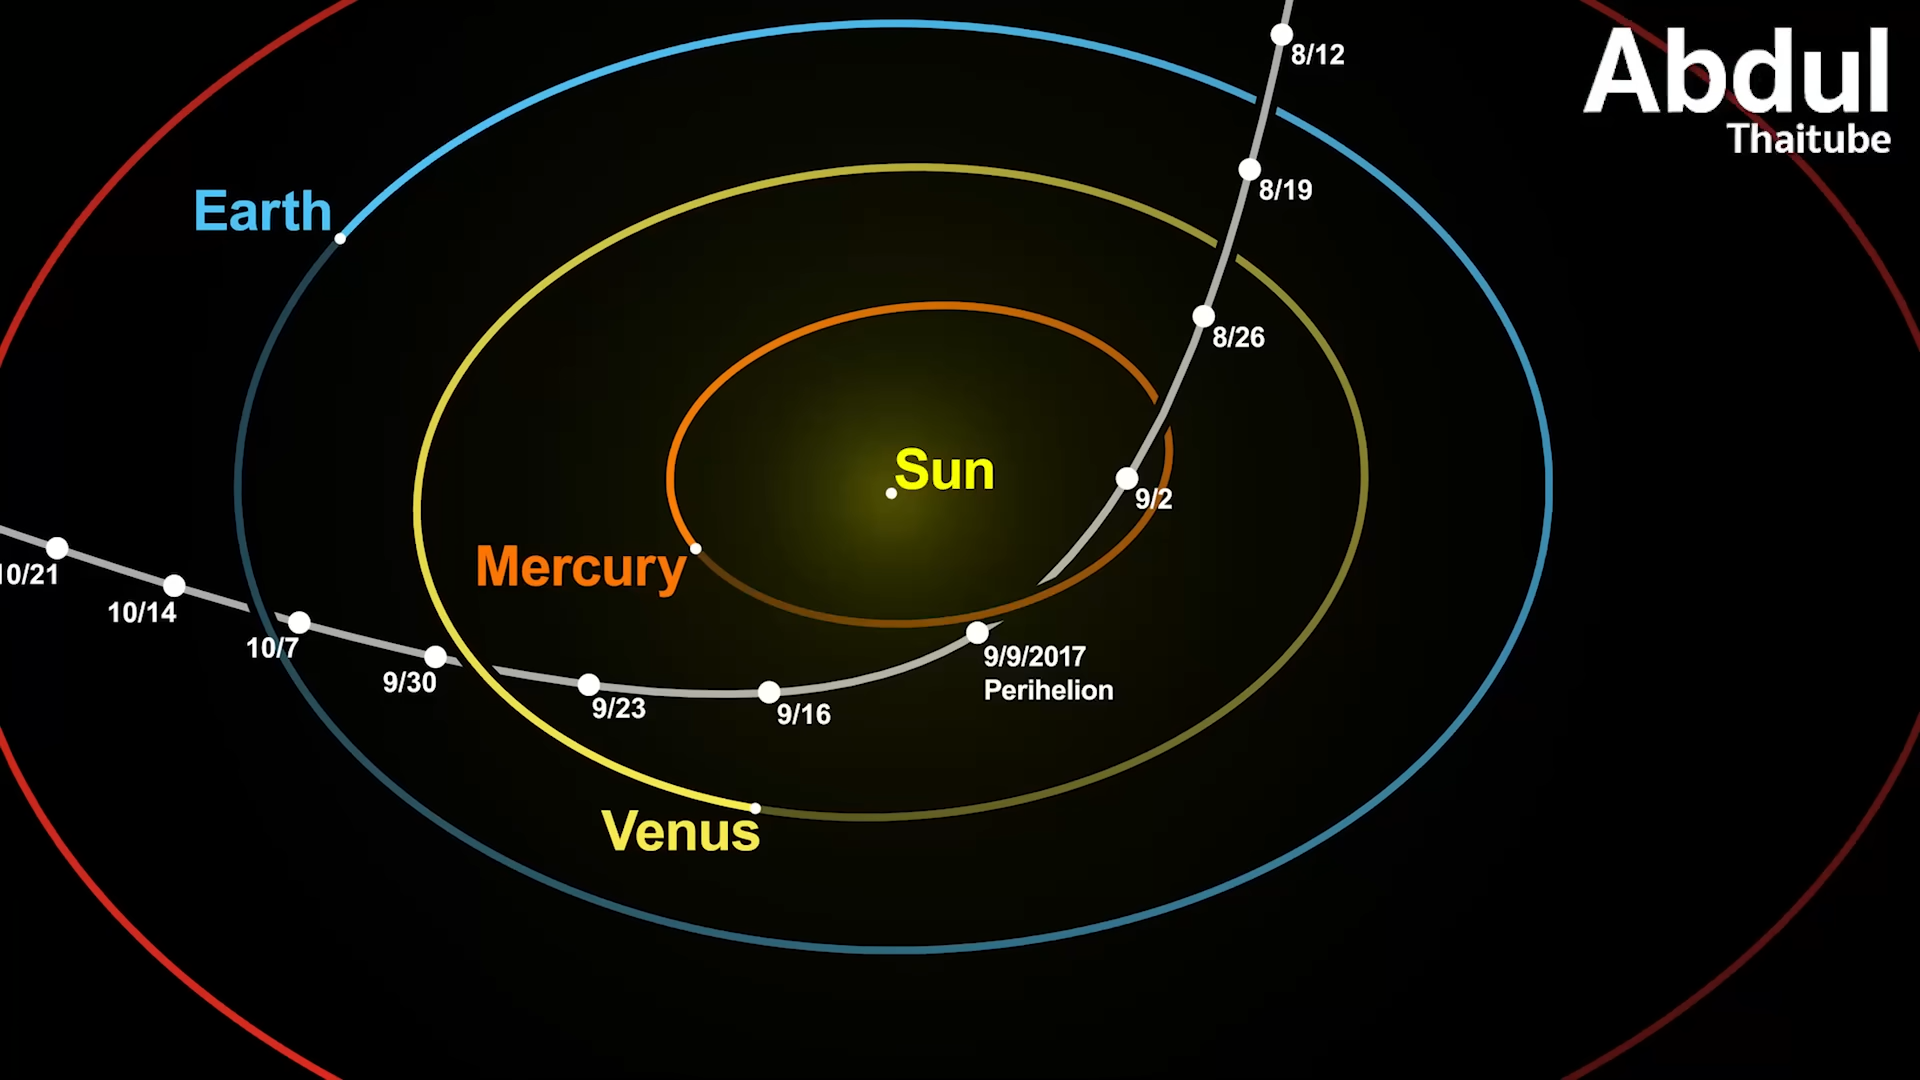 Abdul
Thaitube
8/12
8/19
Earth
8/26
Sun
9/2
Mercury
10/21
10/14
10/7
9/30
9/23
9/16
9/9/2017
Perihelion
Venus